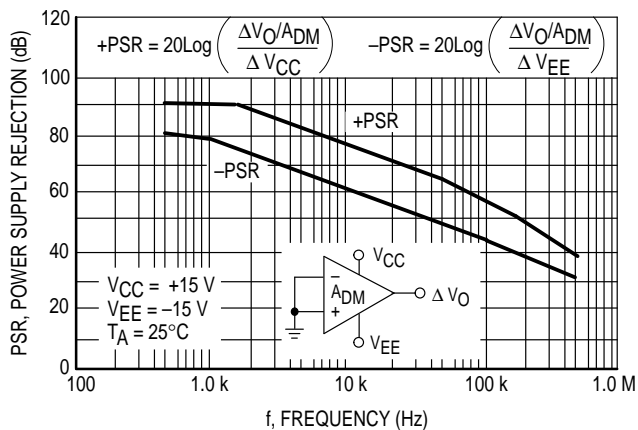 PSR, POWER SUPPLY REJECTION (dB)
120
100
80
60
40
20
0
+PSR = 20Log (ΔVO/ADM / ΔVCC)
–PSR = 20Log (ΔVO/ADM / ΔVEE)
+PSR
–PSR
VCC = +15 V
VEE = –15 V
TA = 25°C
VCC
–
ADM
+
ΔVO
VEE
100
1.0 k
10 k
100 k
1.0 M
f, FREQUENCY (Hz)